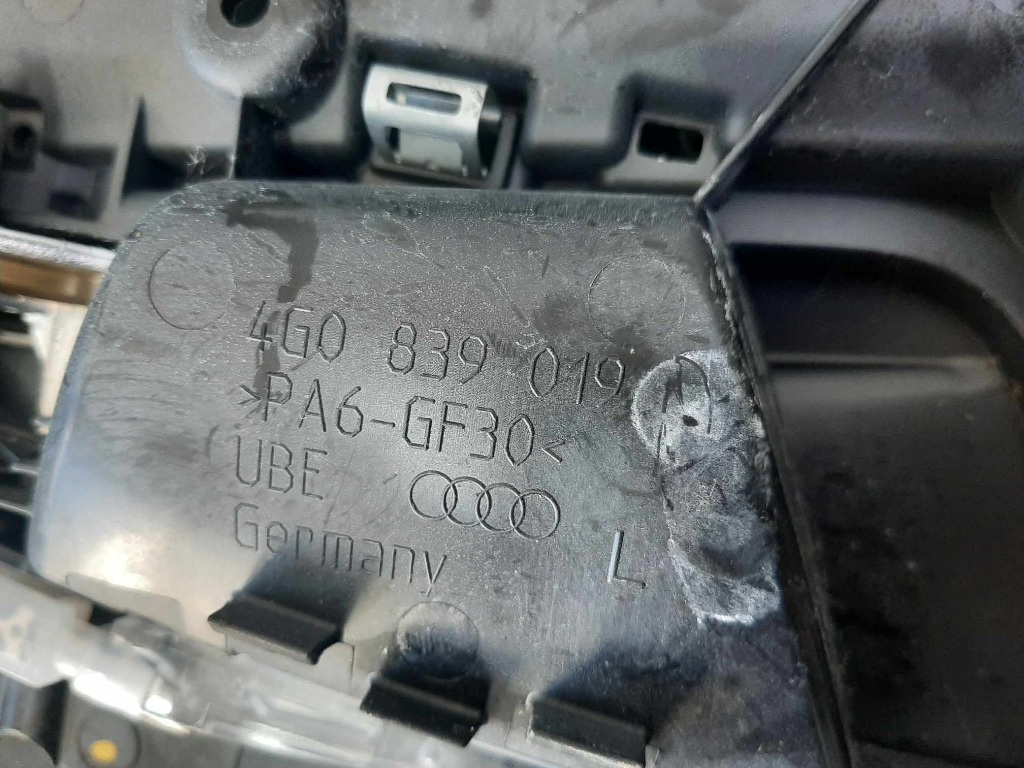 4G0 839 019 D
>PA6-GF30<
UBE
Germany
L